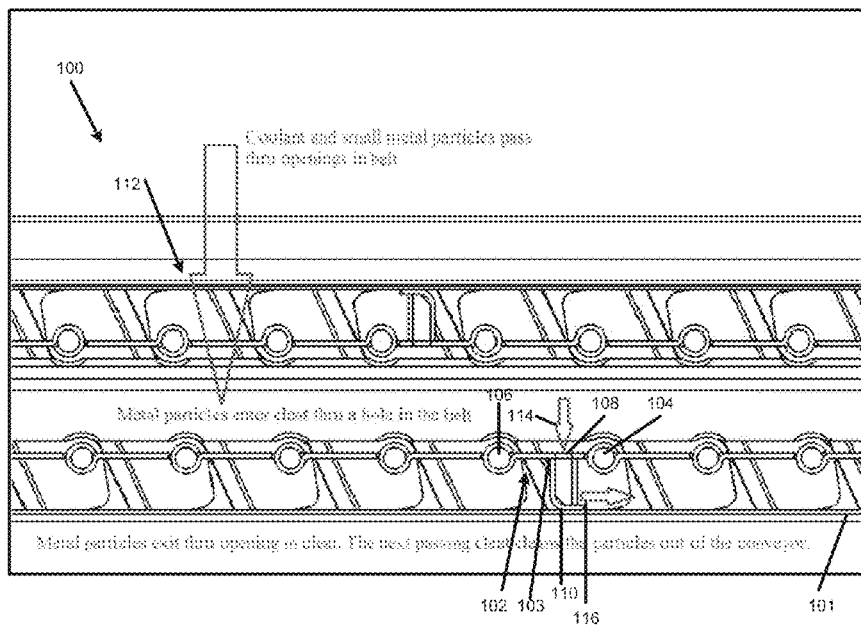 100
Coolant and small metal particles pass
thru openings in belt
112
Metal particles enter cleat thru a hole in the belt
106
114
108
104
Metal particles exit thru opening in cleat. The next passing cleat cleans the particles out of the conveyor.
102
103
110
116
101